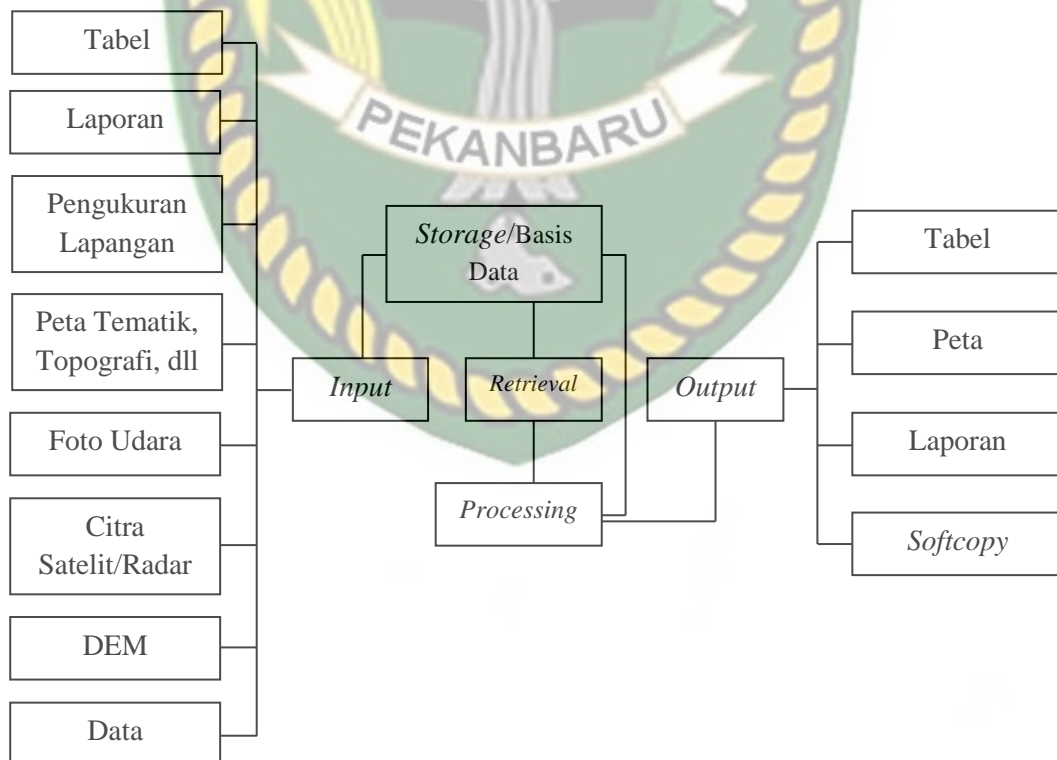 PEKANBARU
Tabel
Laporan
Pengukuran
Lapangan
Peta Tematik,
Topografi, dll
Foto Udara
Citra
Satelit/Radar
DEM
Data
Storage/Basis
Data
Input
Retrieval
Processing
Output
Tabel
Peta
Laporan
Softcopy